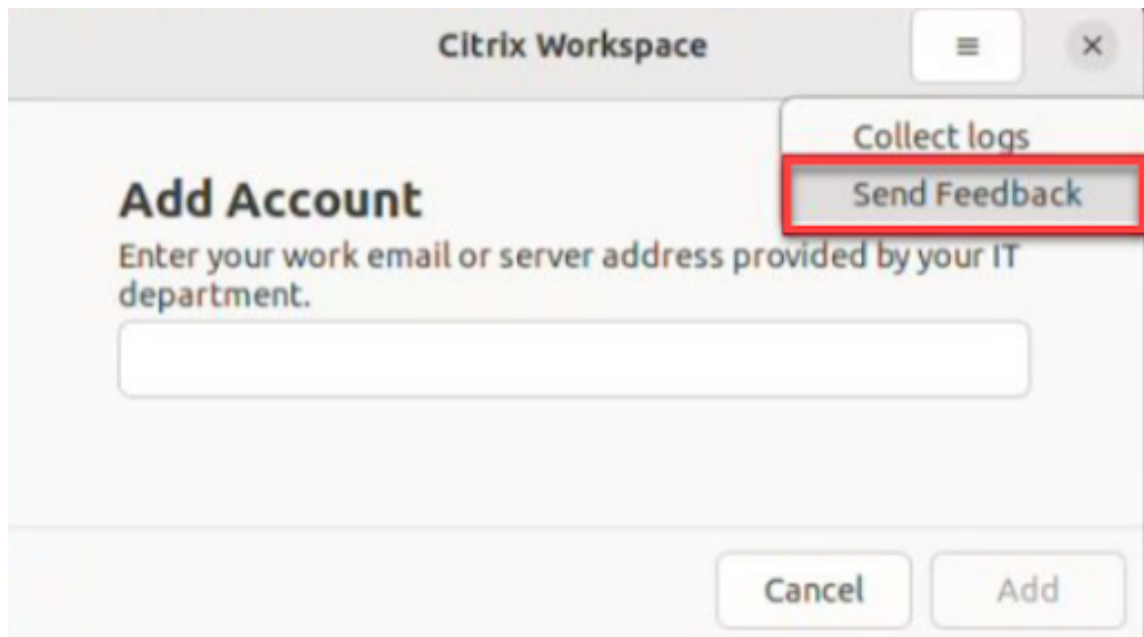 Citrix Workspace
Collect logs
Send Feedback
Add Account
Enter your work email or server address provided by your IT
department.
Cancel
Add